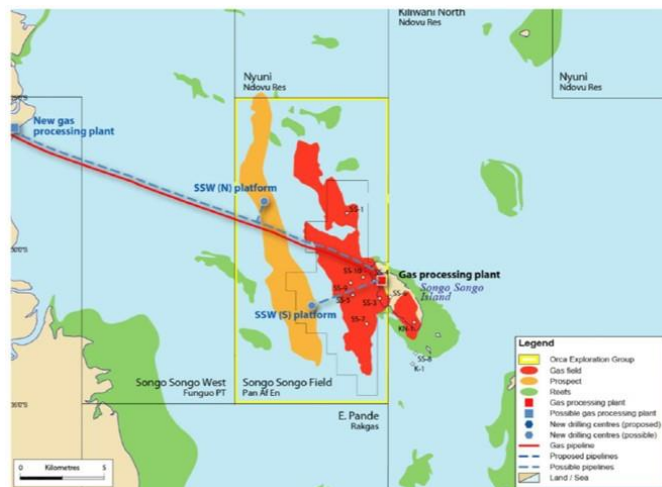 Kiliwani North
Ndovu Res
Nyuni
Ndovu Res
Nyuni
Ndovu Res
New gas
processing plant
SSW (N) platform
SS-1
SS-10
SS-4
Gas processing plant
Songo Songo
Island
SS-9
SS-5
SS-3
SS-6
SSW (S) platform
SS-7
KN-1
SS-8
K-1
Songo Songo West
Funguo PT
Songo Songo Field
Pan Af En
E. Pande
Rakgas
0 Kilometres 5
Legend
Orca Exploration Group
Gas field
Prospect
Reefs
Gas processing plant
Possible gas processing plant
New drilling centres (proposed)
New drilling centres (possible)
Gas pipeline
Proposed pipelines
Possible pipelines
Land / Sea